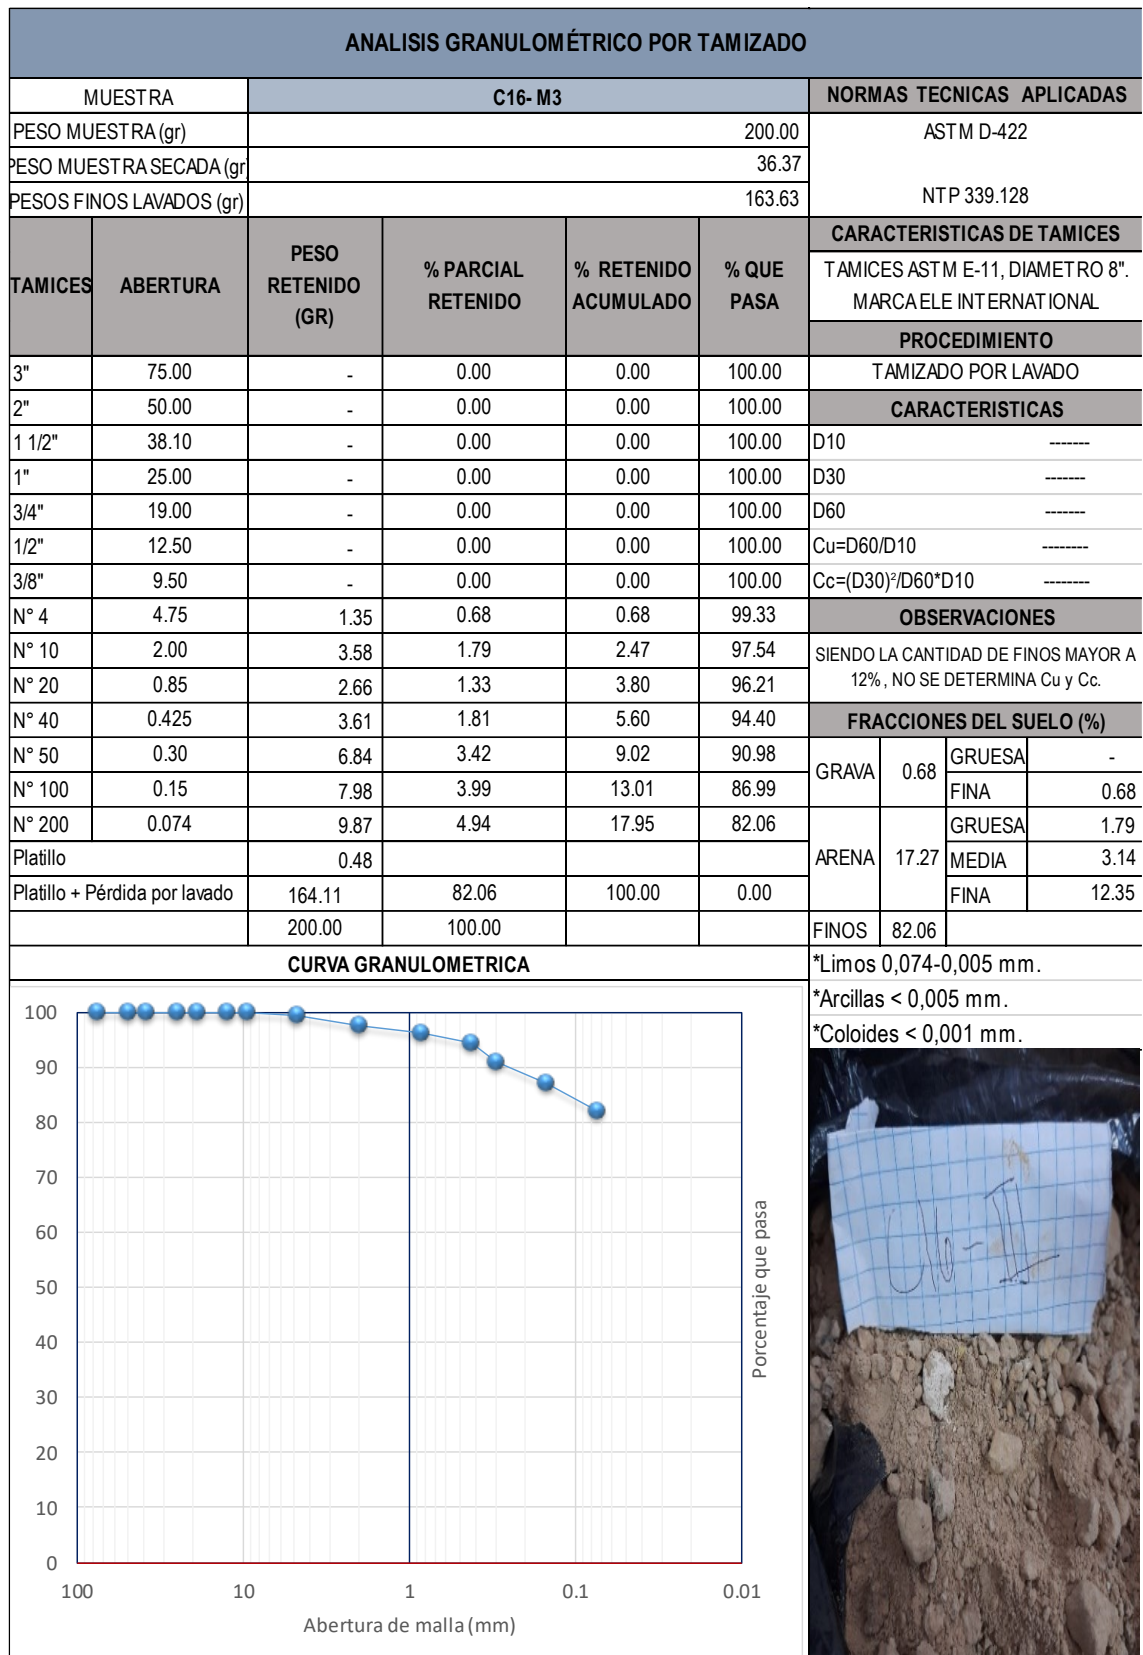 ANALISIS GRANULOMÉTRICO POR TAMIZADO
MUESTRA C16- M3 NORMAS TECNICAS APLICADAS
PESO MUESTRA (gr) 200.00 ASTM D-422
PESO MUESTRA SECADA (gr) 36.37
PESOS FINOS LAVADOS (gr) 163.63 NTP 339.128
TAMICES ABERTURA PESO RETENIDO (GR) % PARCIAL RETENIDO % RETENIDO ACUMULADO % QUE PASA
CARACTERISTICAS DE TAMICES
TAMICES ASTM E-11, DIAMETRO 8".
MARCA ELE INTERNATIONAL
PROCEDIMIENTO
3" 75.00 - 0.00 0.00 100.00 TAMIZADO POR LAVADO
2" 50.00 - 0.00 0.00 100.00 CARACTERISTICAS
1 1/2" 38.10 - 0.00 0.00 100.00 D10 -------
1" 25.00 - 0.00 0.00 100.00 D30 -------
3/4" 19.00 - 0.00 0.00 100.00 D60 -------
1/2" 12.50 - 0.00 0.00 100.00 Cu=D60/D10 --------
3/8" 9.50 - 0.00 0.00 100.00 Cc=(D30)²/D60*D10 --------
N° 4 4.75 1.35 0.68 0.68 99.33 OBSERVACIONES
N° 10 2.00 3.58 1.79 2.47 97.54 SIENDO LA CANTIDAD DE FINOS MAYOR A
N° 20 0.85 2.66 1.33 3.80 96.21 12% , NO SE DETERMINA Cu y Cc.
N° 40 0.425 3.61 1.81 5.60 94.40 FRACCIONES DEL SUELO (%)
N° 50 0.30 6.84 3.42 9.02 90.98 GRAVA 0.68 GRUESA -
N° 100 0.15 7.98 3.99 13.01 86.99 FINA 0.68
N° 200 0.074 9.87 4.94 17.95 82.06 GRUESA 1.79
Platillo 0.48 ARENA 17.27 MEDIA 3.14
Platillo + Pérdida por lavado 164.11 82.06 100.00 0.00 FINA 12.35
200.00 100.00 FINOS 82.06
CURVA GRANULOMETRICA
*Limos 0,074-0,005 mm.
*Arcillas < 0,005 mm.
*Coloides < 0,001 mm.
100
90
80
70
60
50
40
30
20
10
0
100 10 1 0.1 0.01
Abertura de malla (mm)
Porcentaje que pasa